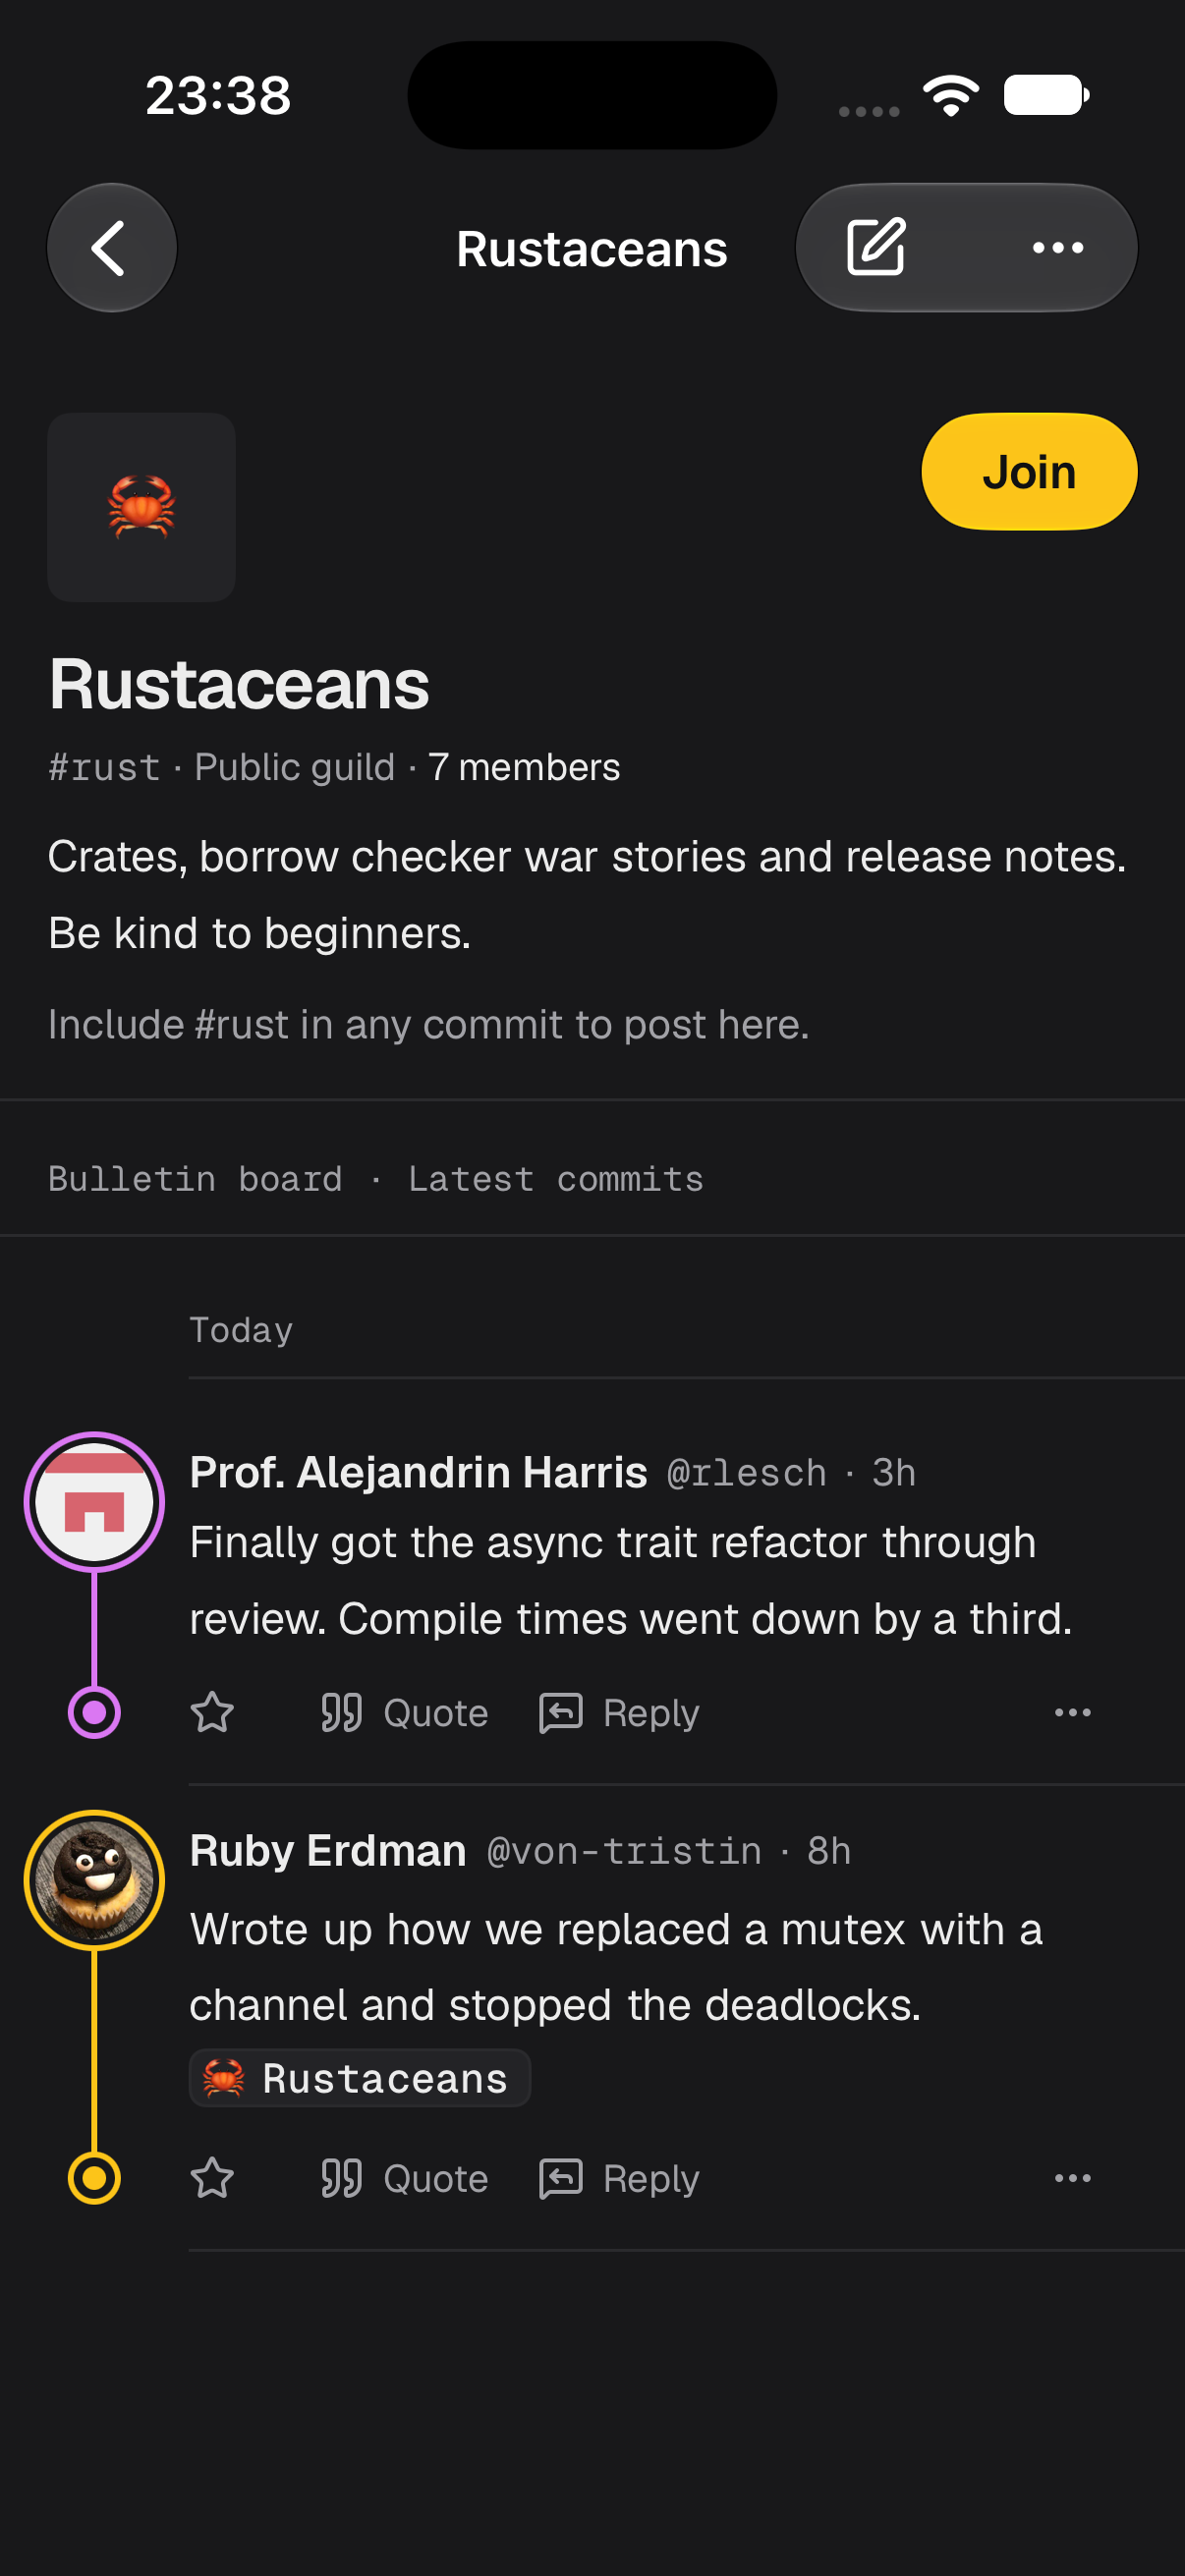 23:38
Rustaceans
Join
Rustaceans
#rust · Public guild · 7 members
Crates, borrow checker war stories and release notes.
Be kind to beginners.
Include #rust in any commit to post here.
Bulletin board · Latest commits
Today
Prof. Alejandrin Harris @rlesch · 3h
Finally got the async trait refactor through
review. Compile times went down by a third.
Quote Reply
Ruby Erdman @von-tristin · 8h
Wrote up how we replaced a mutex with a
channel and stopped the deadlocks.
🦀 Rustaceans
Quote Reply